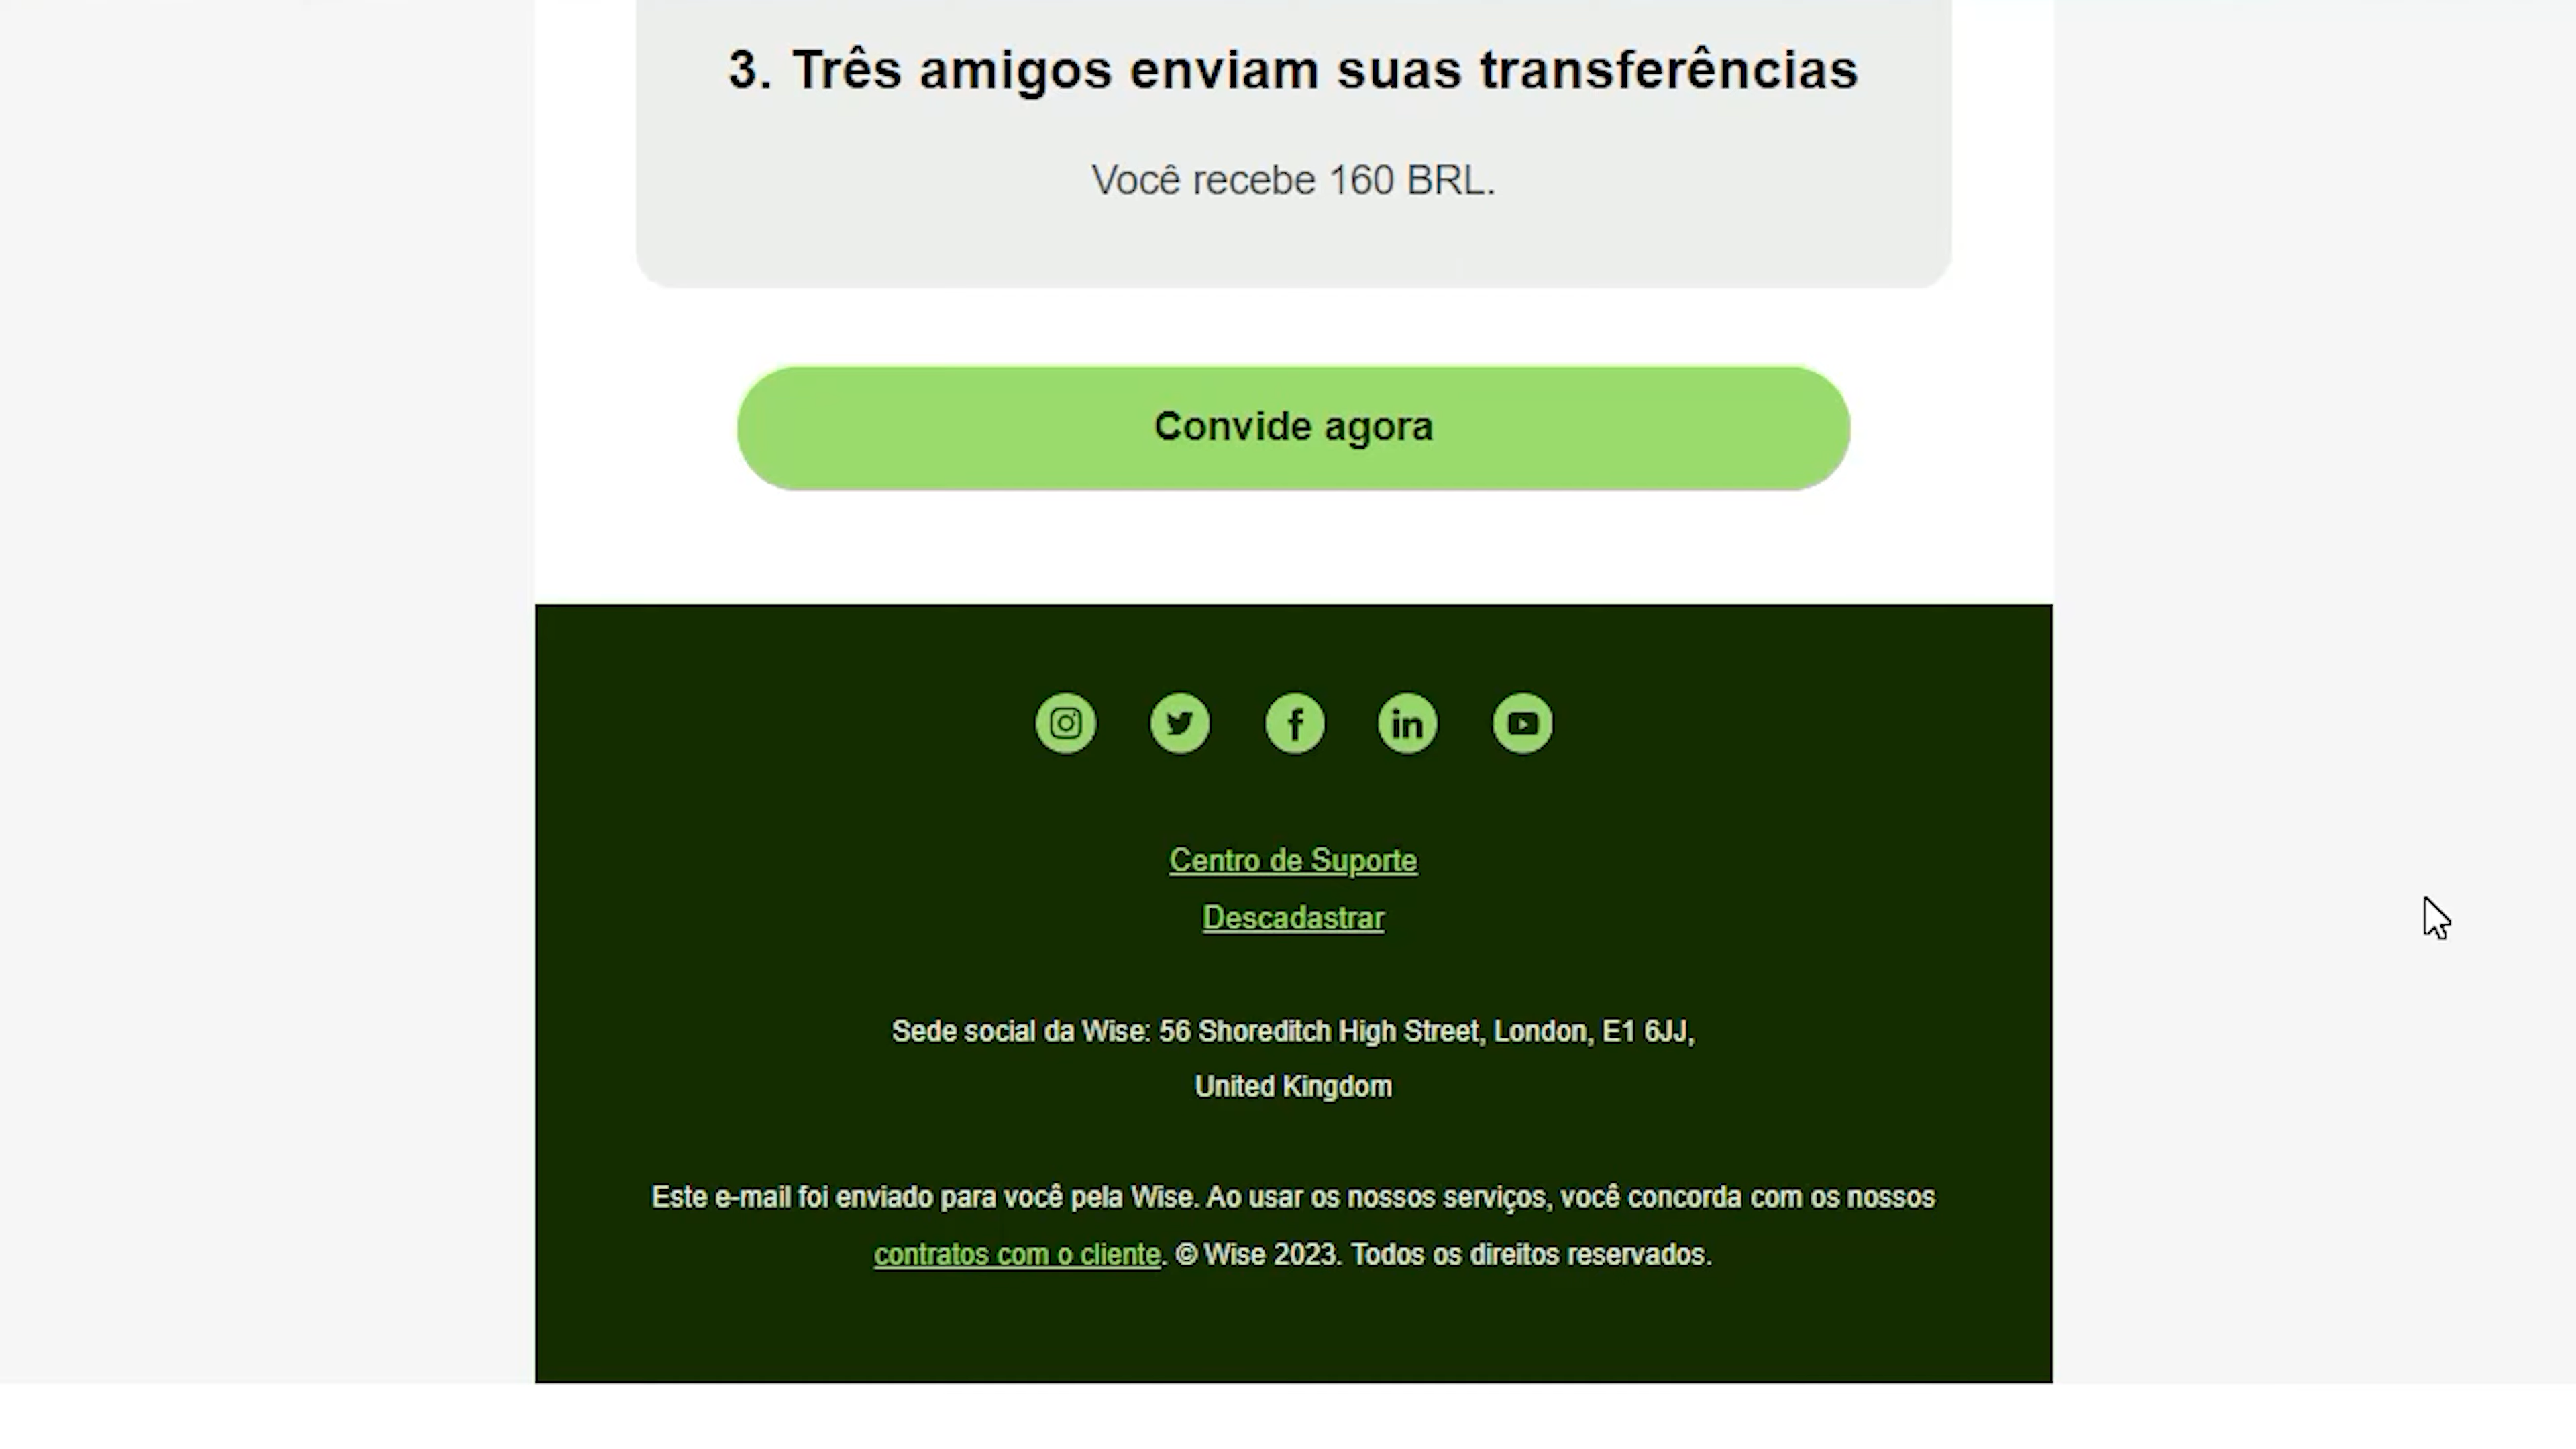 3. Três amigos enviam suas transferências
Você recebe 160 BRL.
Convide agora
Centro de Suporte
Descadastrar
Sede social da Wise: 56 Shoreditch High Street, London, E1 6JJ,
United Kingdom
Este e-mail foi enviado para você pela Wise. Ao usar os nossos serviços, você concorda com os nossos
contratos com o cliente. © Wise 2023. Todos os direitos reservados.